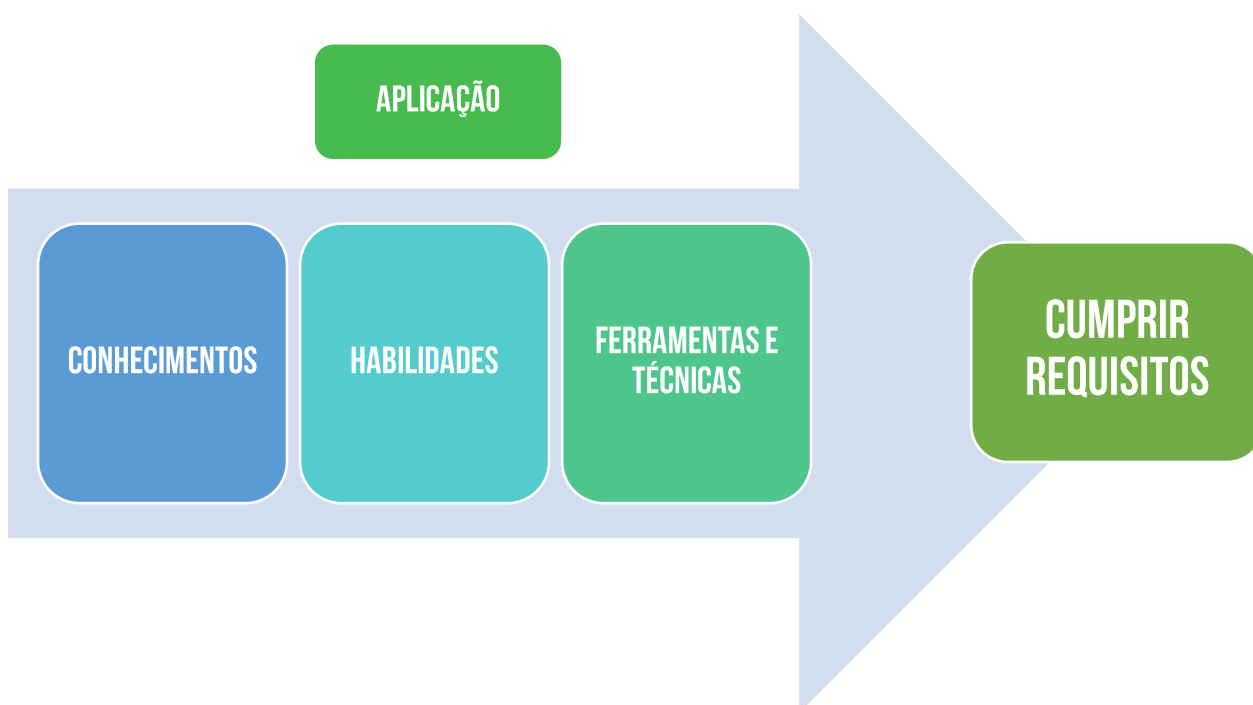 APLICAÇÃO
CONHECIMENTOS
HABILIDADES
FERRAMENTAS E
TÉCNICAS
CUMPRIR
REQUISITOS